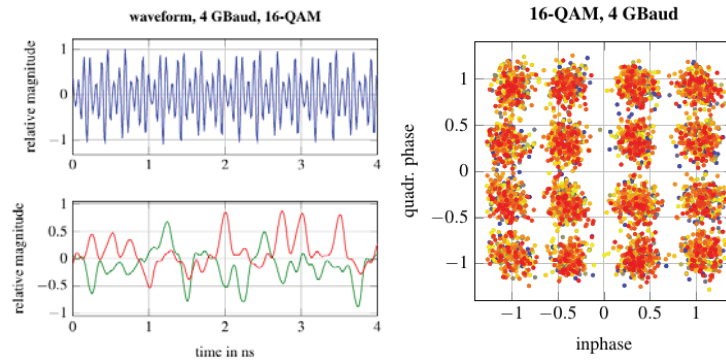 waveform, 4 GBaud, 16-QAM
relative magnitude
1
0
−1
0 1 2 3 4
relative magnitude
1
0.5
0
−0.5
−1
0 1 2 3 4
time in ns
16-QAM, 4 GBaud
quadr. phase
1
0.5
0
−0.5
−1
−1 −0.5 0 0.5 1
inphase